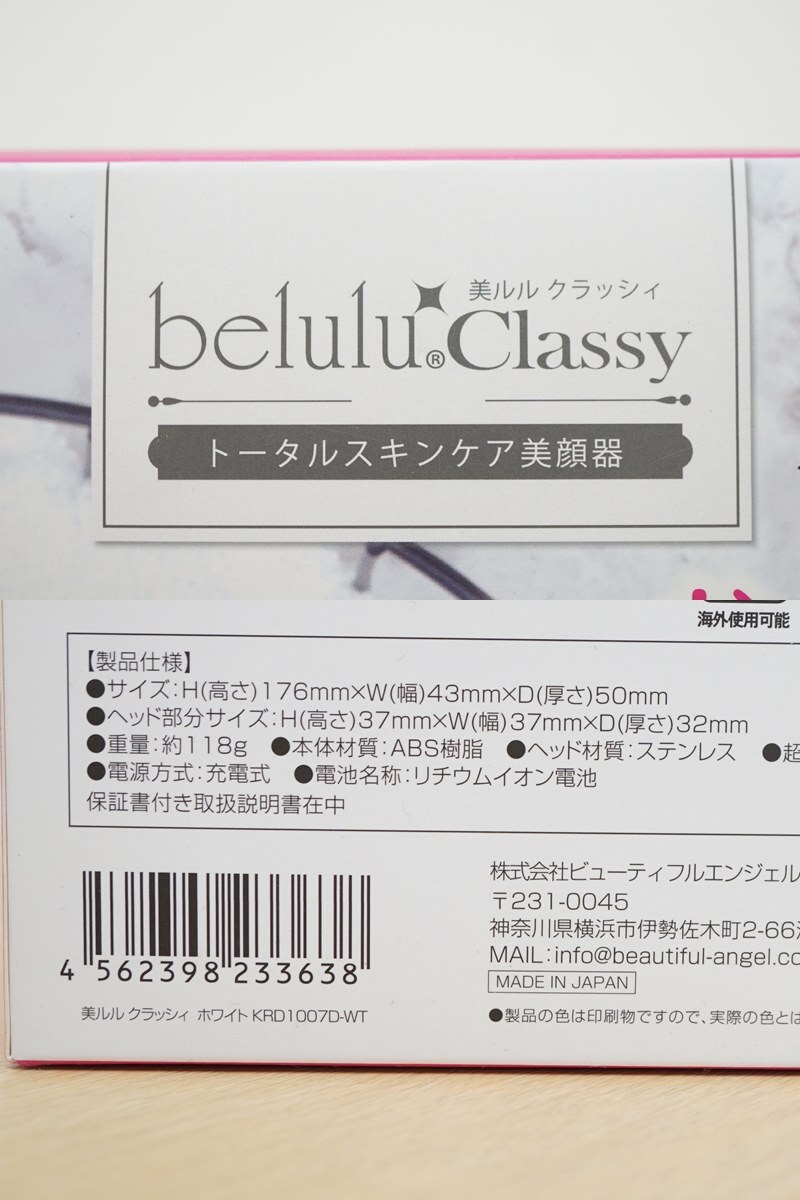 美ルル クラッシィ
belulu® Classy
トータルスキンケア美顔器
海外使用可能
【製品仕様】
●サイズ:H(高さ)176mm×W(幅)43mm×D(厚さ)50mm
●ヘッド部分サイズ:H(高さ)37mm×W(幅)37mm×D(厚さ)32mm
●重量:約118g ●本体材質:ABS樹脂 ●ヘッド材質:ステンレス ●超
●電源方式:充電式 ●電池名称:リチウムイオン電池
保証書付き取扱説明書在中
4 562398 233638
美ルル クラッシィ ホワイト KRD1007D-WT
株式会社ビューティフルエンジェル
〒231-0045
神奈川県横浜市伊勢佐木町2-66
MAIL:info@beautiful-angel.co
MADE IN JAPAN
●製品の色は印刷物ですので、実際の色とは